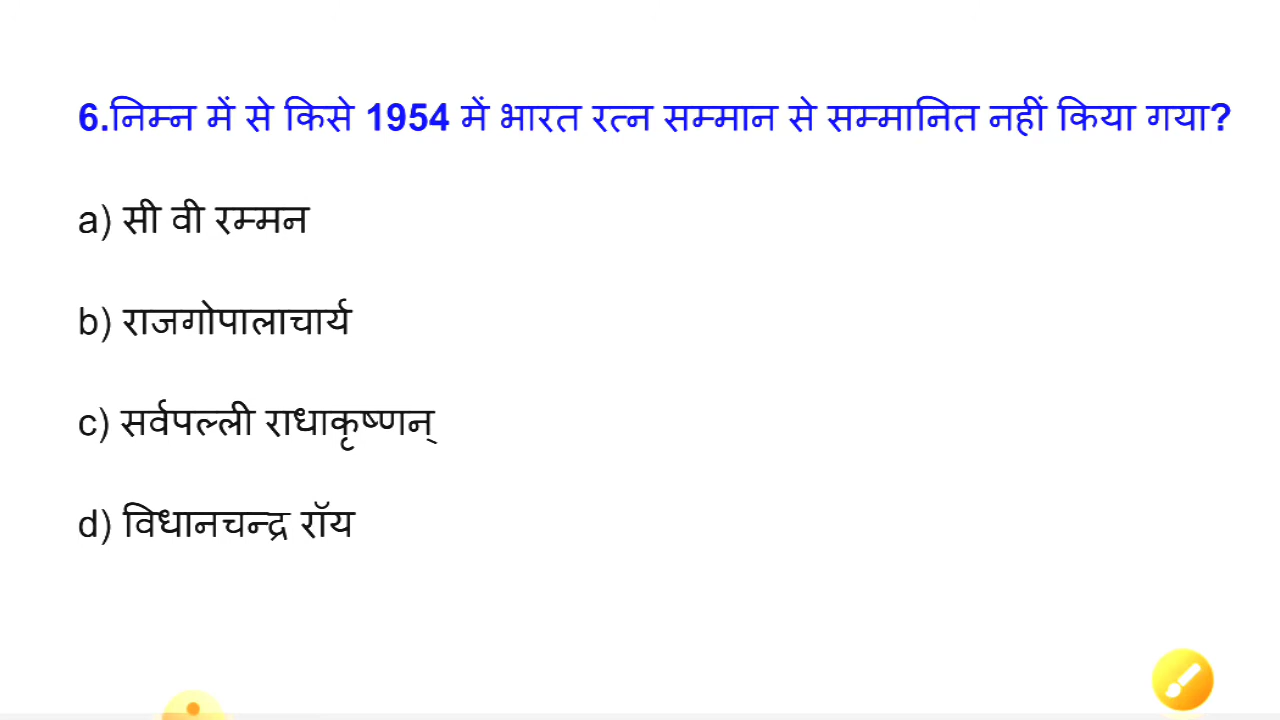 6.निम्न में से किसे 1954 में भारत रत्न सम्मान से सम्मानित नहीं किया गया?
a) सी वी रम्मन
b) राजगोपालाचार्य
c) सर्वपल्ली राधाकृष्णन्
d) विधानचन्द्र रॉय